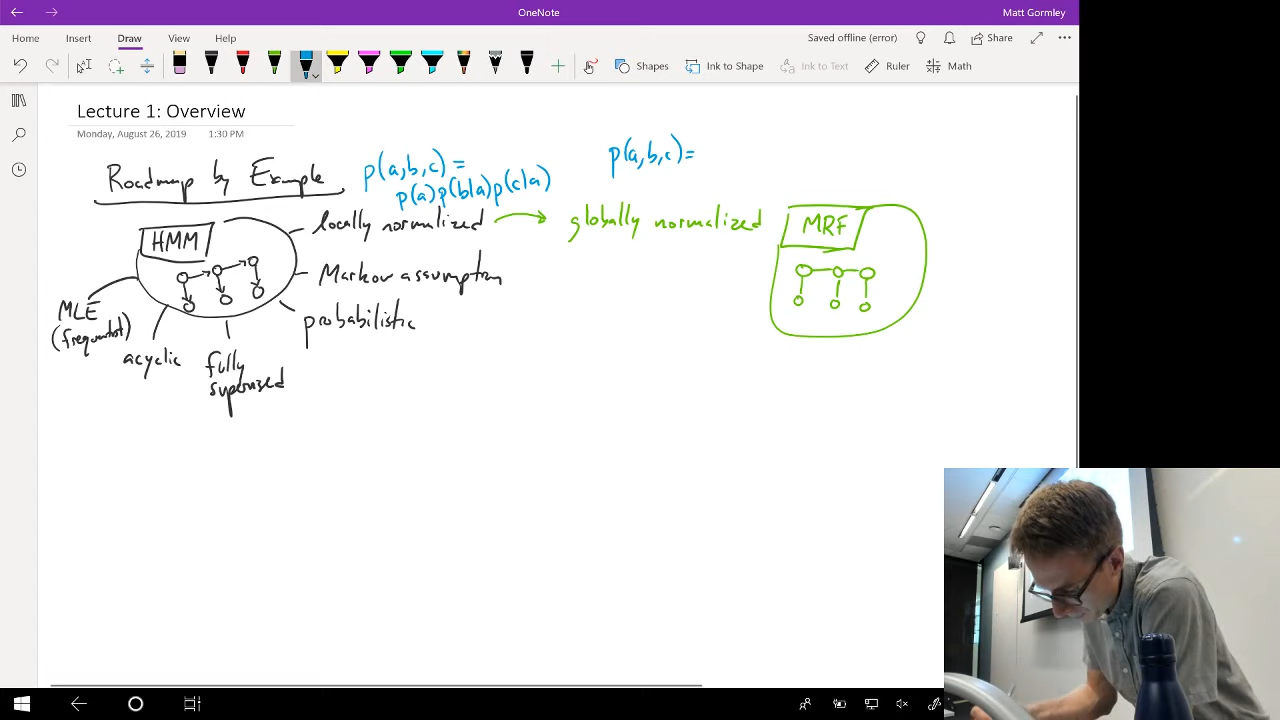 OneNote
Matt Gormley
Home Insert Draw View Help
Saved offline (error)
Share
Shapes
Ink to Shape
Ink to Text
Ruler
Math
Lecture 1: Overview
Monday, August 26, 2019 1:30 PM
Roadmap by Example
p(a,b,c) =
p(a)p(b|a)p(c|a)
p(a,b,c)=
locally normalized
globally normalized
HMM
MRF
Markov assumption
probabilistic
MLE
(frequentist)
acyclic
fully
supervised